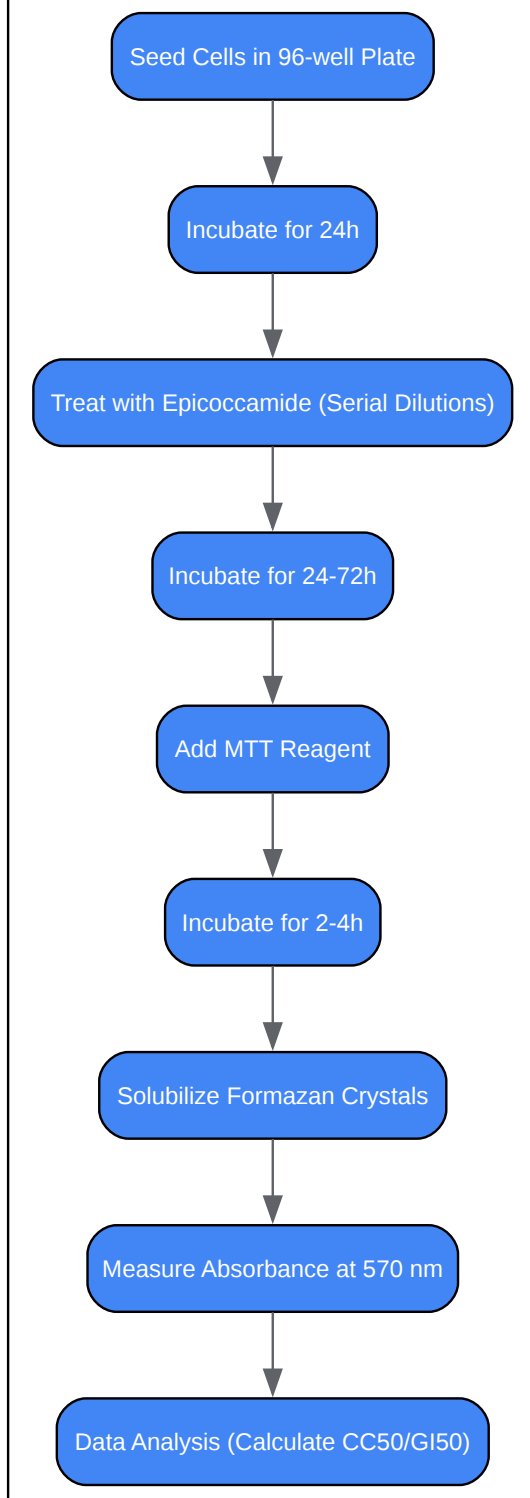 Seed Cells in 96-well Plate
Incubate for 24h
Treat with Epicoccamide (Serial Dilutions)
Incubate for 24-72h
Add MTT Reagent
Incubate for 2-4h
Solubilize Formazan Crystals
Measure Absorbance at 570 nm
Data Analysis (Calculate CC50/GI50)